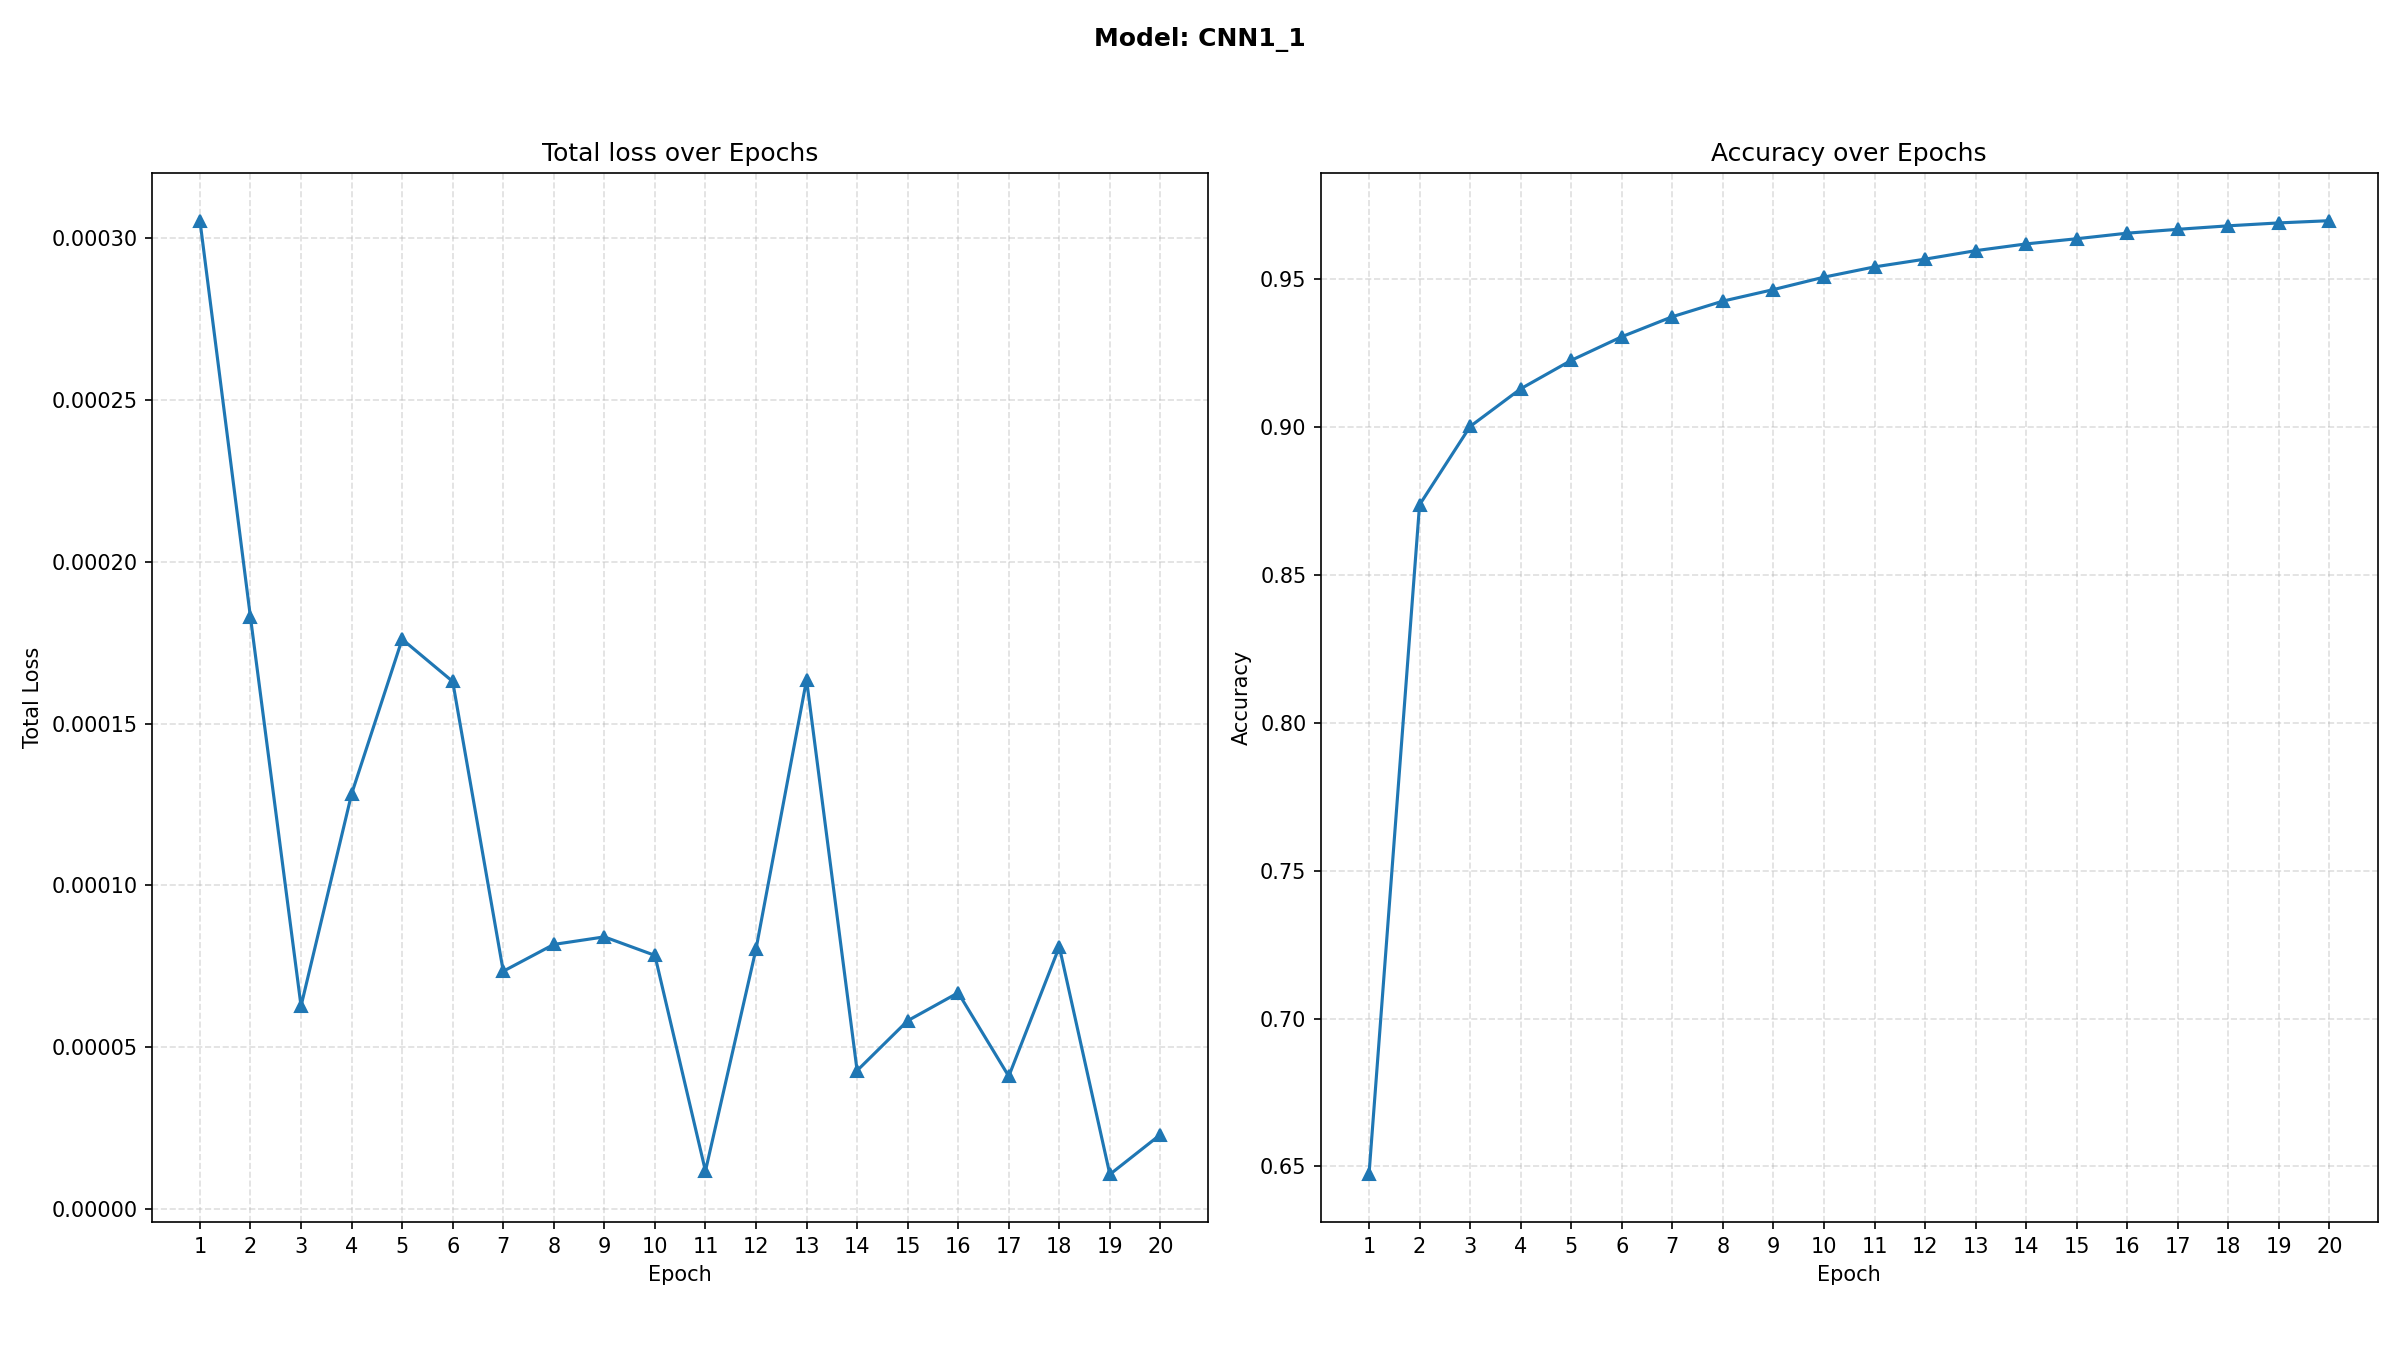 Model: CNN1_1
Total loss over Epochs
0.00030
0.00025
0.00020
0.00015
0.00010
0.00005
0.00000
Total Loss
1 2 3 4 5 6 7 8 9 10 11 12 13 14 15 16 17 18 19 20
Epoch
Accuracy over Epochs
0.95
0.90
0.85
0.80
0.75
0.70
0.65
Accuracy
1 2 3 4 5 6 7 8 9 10 11 12 13 14 15 16 17 18 19 20
Epoch